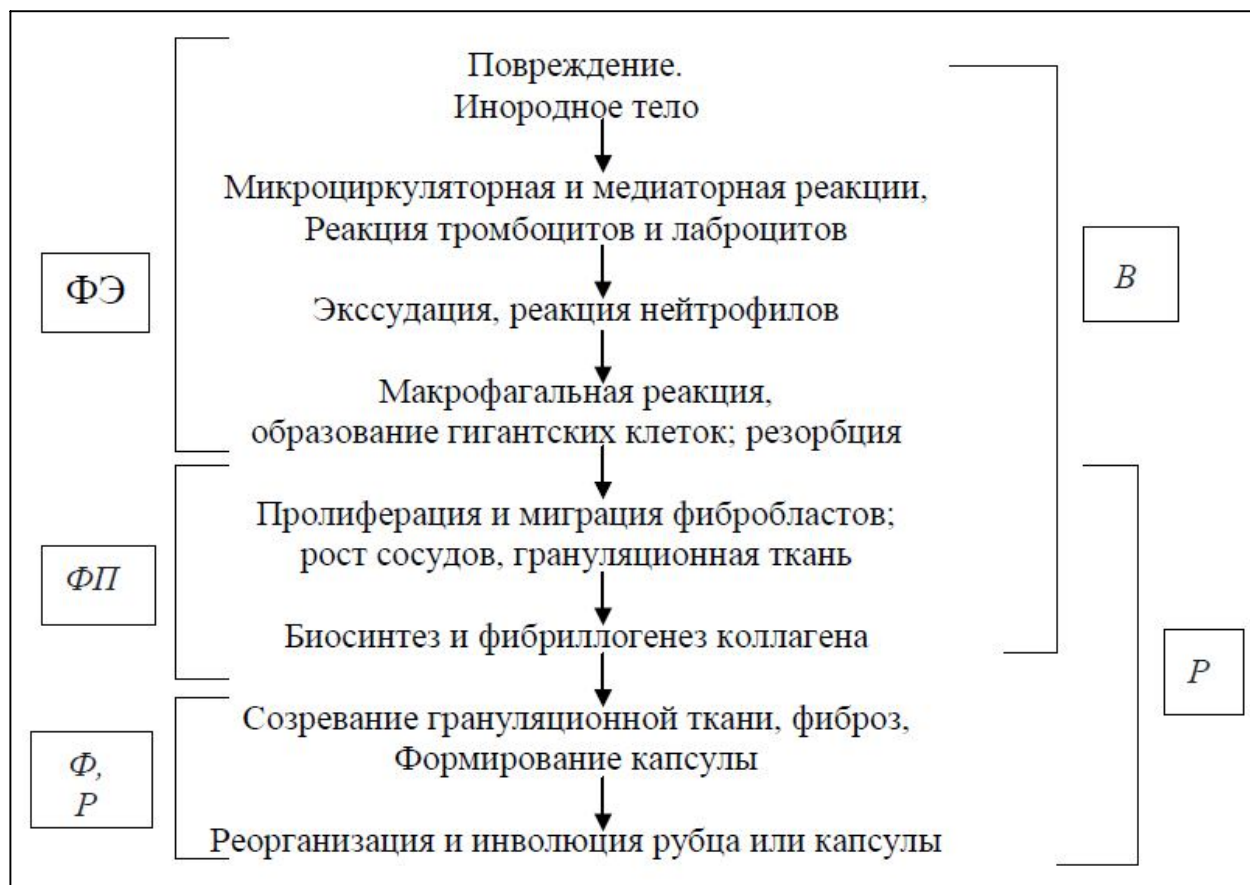 Повреждение.
Инородное тело
Микроциркуляторная и медиаторная реакции,
Реакция тромбоцитов и лаброцитов
ФЭ
В
Экссудация, реакция нейтрофилов
Макрофагальная реакция,
образование гигантских клеток; резорбция
Пролиферация и миграция фибробластов;
рост сосудов, грануляционная ткань
ФП
Биосинтез и фибриллогенез коллагена
Р
Созревание грануляционной ткани, фиброз,
Формирование капсулы
Ф,
Р
Реорганизация и инволюция рубца или капсулы